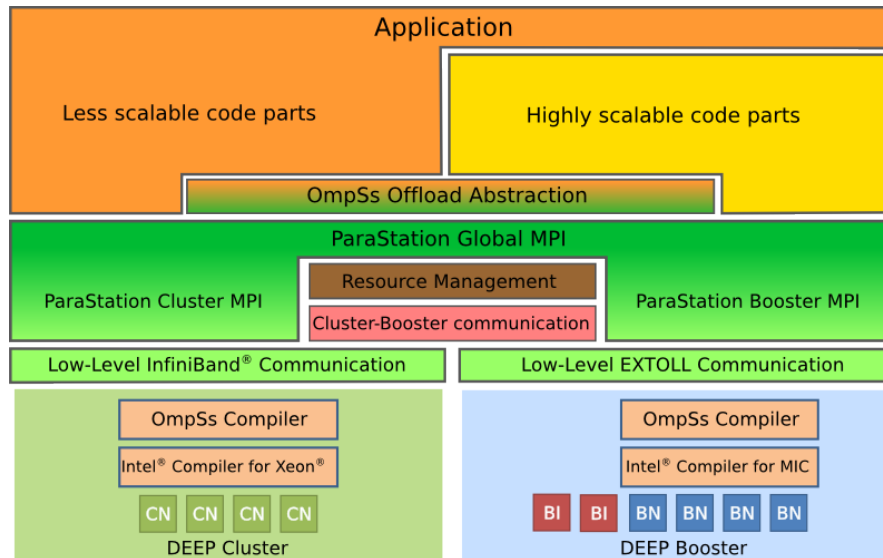 Application
Less scalable code parts
Highly scalable code parts
OmpSs Offload Abstraction
ParaStation Global MPI
Resource Management
ParaStation Cluster MPI
ParaStation Booster MPI
Cluster-Booster communication
Low-Level InfiniBand® Communication
Low-Level EXTOLL Communication
OmpSs Compiler
OmpSs Compiler
Intel® Compiler for Xeon®
Intel® Compiler for MIC
CN CN CN CN
BI BI BN BN BN BN
DEEP Cluster
DEEP Booster